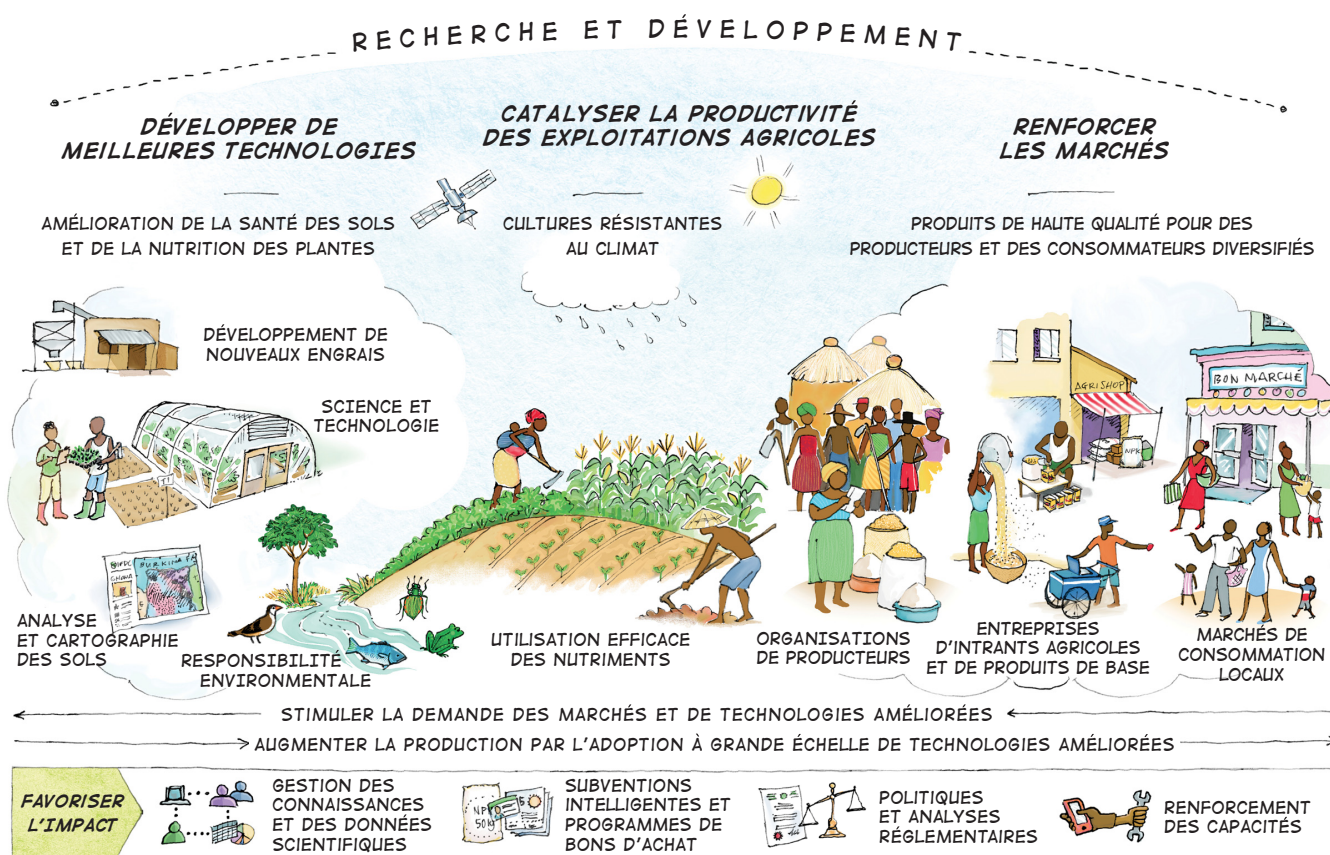 RECHERCHE ET DÉVELOPPEMENT
DÉVELOPPER DE
MEILLEURES TECHNOLOGIES
AMÉLIORATION DE LA SANTÉ DES SOLS
ET DE LA NUTRITION DES PLANTES
DÉVELOPPEMENT DE
NOUVEAUX ENGRAIS
SCIENCE ET
TECHNOLOGIE
BURKINA
GHANA
ANALYSE
ET CARTOGRAPHIE
DES SOLS
RESPONSIBILITÉ
ENVIRONMENTALE
CATALYSER LA PRODUCTIVITÉ
DES EXPLOITATIONS AGRICOLES
CULTURES RÉSISTANTES
AU CLIMAT
UTILISATION EFFICACE
DES NUTRIMENTS
RENFORCER
LES MARCHÉS
PRODUITS DE HAUTE QUALITÉ POUR DES
PRODUCTEURS ET DES CONSOMMATEURS DIVERSIFIÉS
AGRISHOP
NPK
BON MARCHÉ
ORGANISATIONS
DE PRODUCTEURS
ENTREPRISES
D'INTRANTS AGRICOLES
ET DE PRODUITS DE BASE
MARCHÉS DE
CONSOMMATION
LOCAUX
STIMULER LA DEMANDE DES MARCHÉS ET DE TECHNOLOGIES AMÉLIORÉES
AUGMENTER LA PRODUCTION PAR L'ADOPTION À GRANDE ÉCHELLE DE TECHNOLOGIES AMÉLIORÉES
FAVORISER
L'IMPACT
GESTION DES
CONNAISSANCES
ET DES DONNÉES
SCIENTIFIQUES
NPK
50 kg
SUBVENTIONS
INTELLIGENTES ET
PROGRAMMES DE
BONS D'ACHAT
POLITIQUES
ET ANALYSES
RÉGLEMENTAIRES
RENFORCEMENT
DES CAPACITÉS